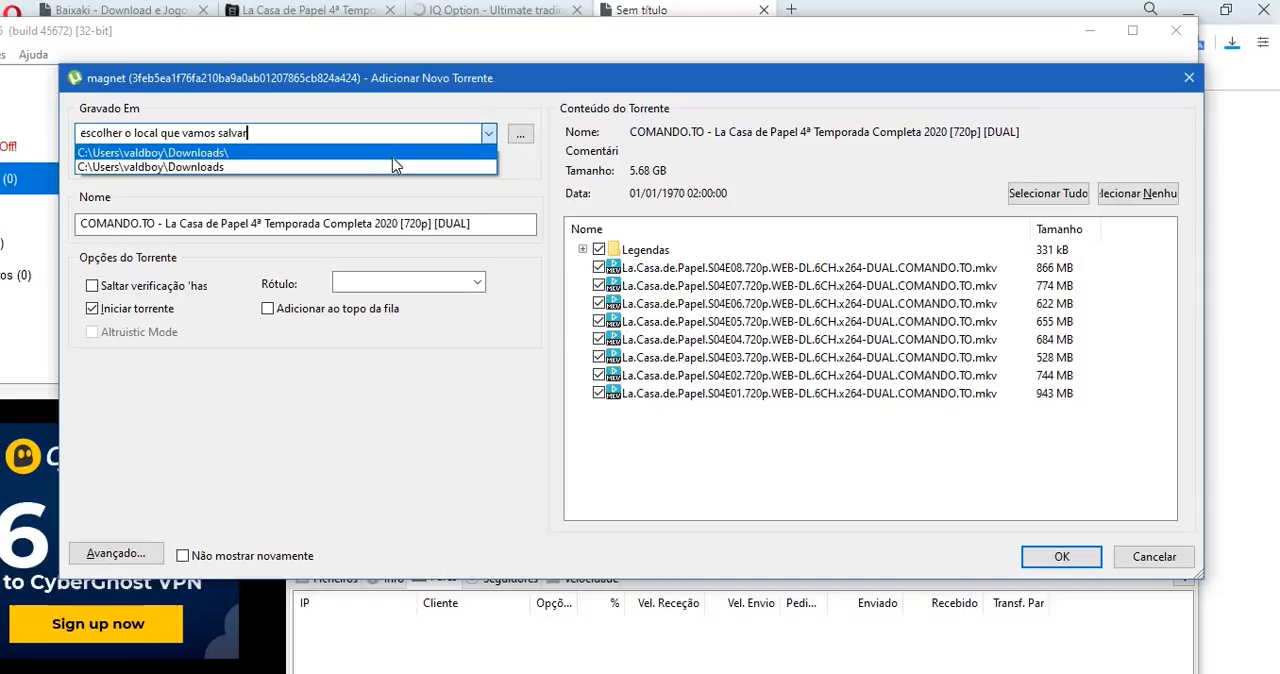 Baixaki - Download e Jogo
La Casa de Papel 4ª Tempo
IQ Option - Ultimate tradin
Sem título
(build 45672) [32-bit]
Ajuda
magnet (3feb5ea1f76fa210ba9a0ab01207865cb824a424) - Adicionar Novo Torrente
Gravado Em
escolher o local que vamos salvar
...
C:\Users\valdboy\Downloads\
C:\Users\valdboy\Downloads
Nome
COMANDO.TO - La Casa de Papel 4ª Temporada Completa 2020 [720p] [DUAL]
Opções do Torrente
Saltar verificação 'has
Rótulo:
Iniciar torrente
Adicionar ao topo da fila
Altruistic Mode
Avançado...
Não mostrar novamente
Conteúdo do Torrente
Nome: COMANDO.TO - La Casa de Papel 4ª Temporada Completa 2020 [720p] [DUAL]
Comentári
Tamanho: 5.68 GB
Data: 01/01/1970 02:00:00
Selecionar Tudo
lecionar Nenhu
Nome Tamanho
Legendas 331 kB
La.Casa.de.Papel.S04E08.720p.WEB-DL.6CH.x264-DUAL.COMANDO.TO.mkv 866 MB
La.Casa.de.Papel.S04E07.720p.WEB-DL.6CH.x264-DUAL.COMANDO.TO.mkv 774 MB
La.Casa.de.Papel.S04E06.720p.WEB-DL.6CH.x264-DUAL.COMANDO.TO.mkv 622 MB
La.Casa.de.Papel.S04E05.720p.WEB-DL.6CH.x264-DUAL.COMANDO.TO.mkv 655 MB
La.Casa.de.Papel.S04E04.720p.WEB-DL.6CH.x264-DUAL.COMANDO.TO.mkv 684 MB
La.Casa.de.Papel.S04E03.720p.WEB-DL.6CH.x264-DUAL.COMANDO.TO.mkv 528 MB
La.Casa.de.Papel.S04E02.720p.WEB-DL.6CH.x264-DUAL.COMANDO.TO.mkv 744 MB
La.Casa.de.Papel.S04E01.720p.WEB-DL.6CH.x264-DUAL.COMANDO.TO.mkv 943 MB
OK
Cancelar
Off!
(0)
os (0)
6
to CyberGhost VPN
Sign up now
IP Cliente Opçõ... % Vel. Receção Vel. Envio Pedi... Enviado Recebido Transf. Par